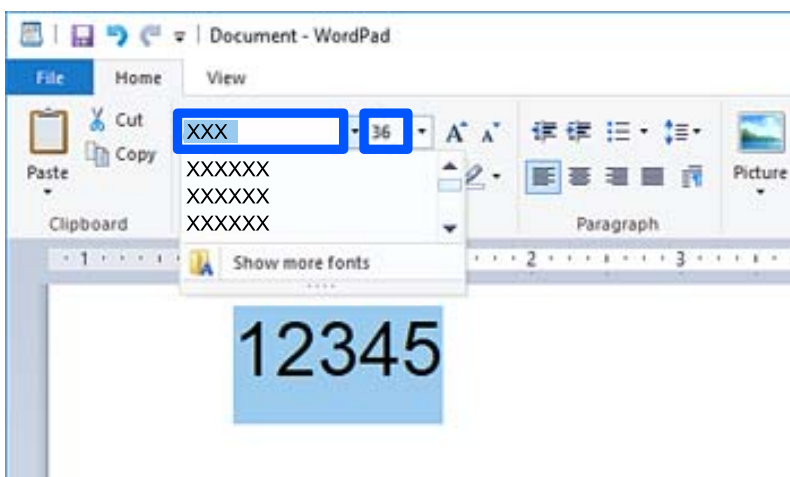 Document - WordPad
File Home View
Cut
XXX 36 A A
Copy
XXXXXX
Paste
XXXXXX
Picture
XXXXXX
Clipboard
Paragraph
1 2 3
Show more fonts
12345